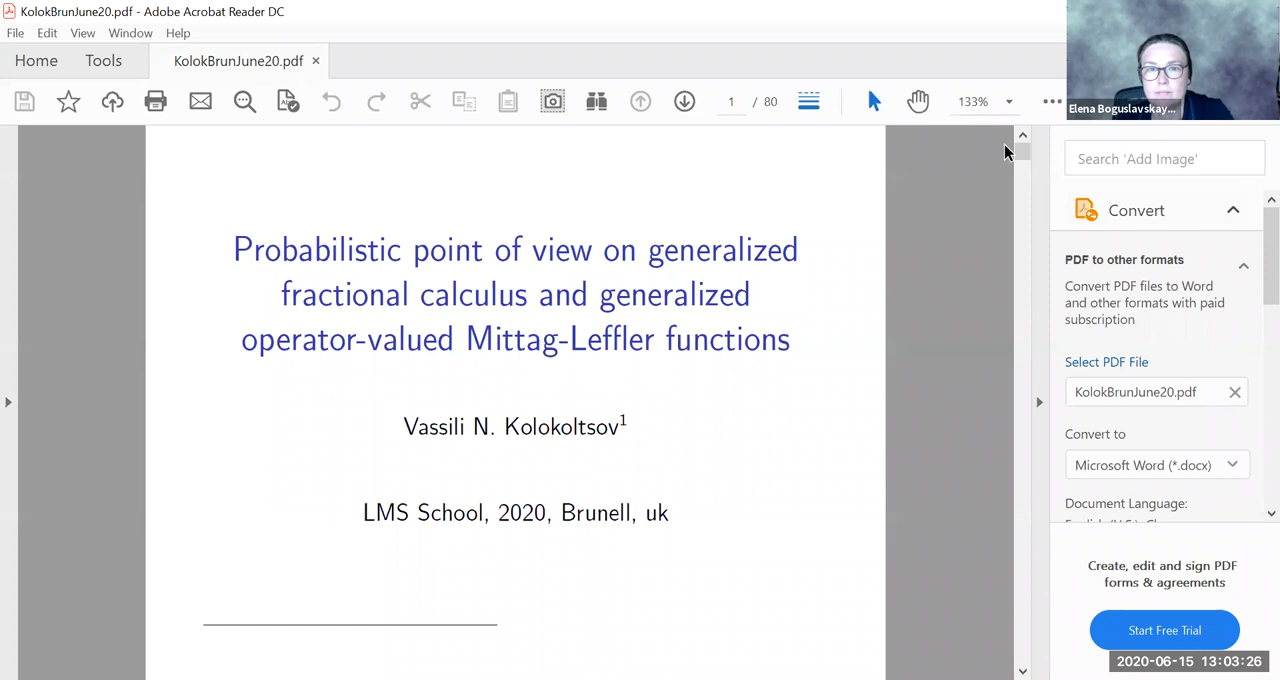 KolokBrunJune20.pdf - Adobe Acrobat Reader DC
File Edit View Window Help
Home Tools KolokBrunJune20.pdf ×
1 / 80 133%
Elena Boguslavskay...
Probabilistic point of view on generalized
fractional calculus and generalized
operator-valued Mittag-Leffler functions
Vassili N. Kolokoltsov1
LMS School, 2020, Brunell, uk
Search 'Add Image'
Convert
PDF to other formats
Convert PDF files to Word
and other formats with paid
subscription
Select PDF File
KolokBrunJune20.pdf
Convert to
Microsoft Word (*.docx)
Document Language:
Create, edit and sign PDF
forms & agreements
Start Free Trial
2020-06-15 13:03:26